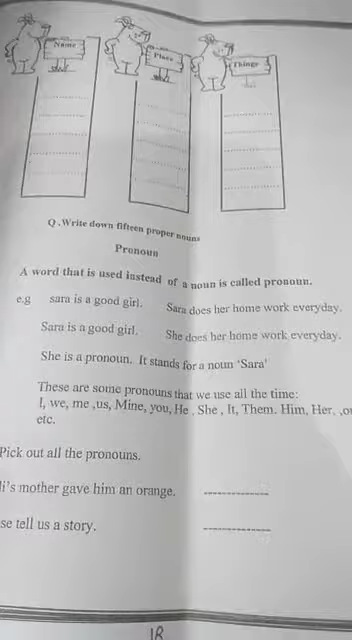 Name
Place
Things
Q .Write down fifteen proper nouns
Pronoun
A word that is used instead of a noun is called pronoun.
e.g sara is a good girl. Sara does her home work everyday.
Sara is a good girl. She does her home work everyday.
She is a pronoun. It stands for a noun ‘Sara’
These are some pronouns that we use all the time:
I, we, me ,us, Mine, you, He , She , It, Them. Him, Her, ,ou
etc.
Pick out all the pronouns.
li’s mother gave him an orange. ---------------
se tell us a story. ---------------
18